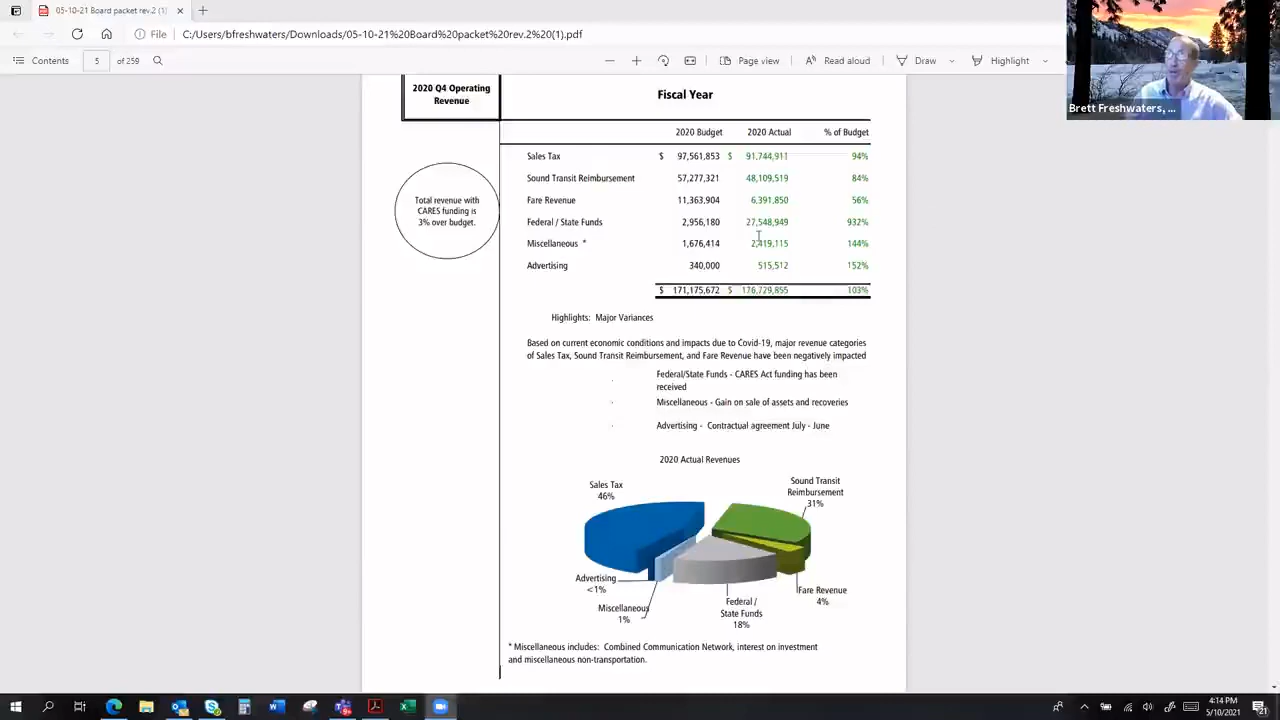 05-10-21 Board packet rev.2 (1).pdf
File
C:/Users/bfreshwaters/Downloads/05-10-21%20Board%20packet%20rev.2%20(1).pdf
Contents
5
of 259
Page view
Read aloud
Draw
Highlight
Brett Freshwaters, ...
2020 Q4 Operating
Revenue
Fiscal Year
2020 Budget 2020 Actual % of Budget
Sales Tax $ 97,561,853 $ 91,744,911 94%
Sound Transit Reimbursement 57,277,321 48,109,519 84%
Fare Revenue 11,363,904 6,391,850 56%
Federal / State Funds 2,956,180 27,548,949 932%
Miscellaneous * 1,676,414 2,419,115 144%
Advertising 340,000 515,512 152%
$ 171,175,672 $ 176,729,855 103%
Total revenue with
CARES funding is
3% over budget.
Highlights: Major Variances
Based on current economic conditions and impacts due to Covid-19, major revenue categories
of Sales Tax, Sound Transit Reimbursement, and Fare Revenue have been negatively impacted
Federal/State Funds - CARES Act funding has been
received
Miscellaneous - Gain on sale of assets and recoveries
Advertising - Contractual agreement July - June
2020 Actual Revenues
Sales Tax
46%
Sound Transit
Reimbursement
31%
Advertising
<1%
Miscellaneous
1%
Federal /
State Funds
18%
Fare Revenue
4%
* Miscellaneous includes: Combined Communication Network, interest on investment
and miscellaneous non-transportation.
4:14 PM
5/10/2021